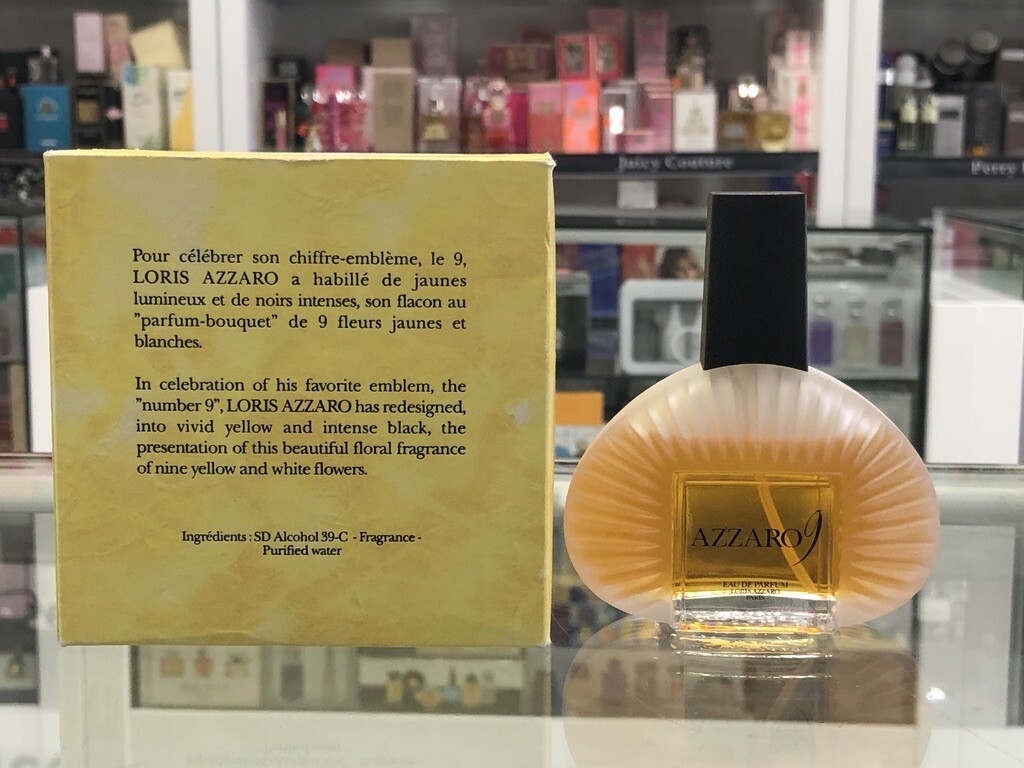 Juicy Couture
Perry
Pour célébrer son chiffre-emblème, le 9,
LORIS AZZARO a habillé de jaunes
lumineux et de noirs intenses, son flacon au
"parfum-bouquet" de 9 fleurs jaunes et
blanches.
In celebration of his favorite emblem, the
"number 9", LORIS AZZARO has redesigned,
into vivid yellow and intense black, the
presentation of this beautiful floral fragrance
of nine yellow and white flowers.
Ingrédients : SD Alcohol 39-C - Fragrance -
Purified water
AZZARO 9
EAU DE PARFUM
LORIS AZZARO
PARIS